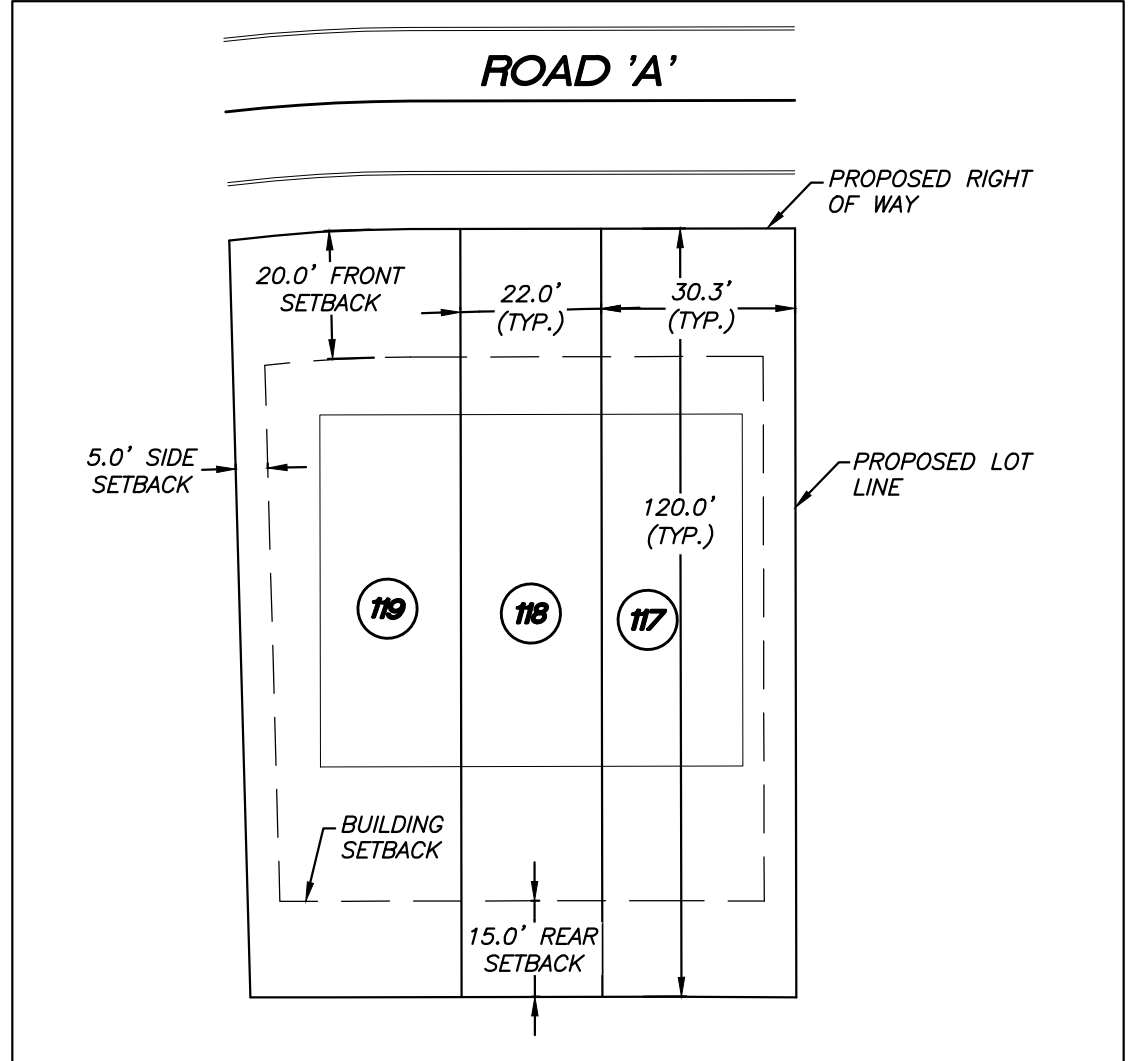 ROAD 'A'
PROPOSED RIGHT
OF WAY
20.0' FRONT
SETBACK
22.0'
(TYP.)
30.3'
(TYP.)
5.0' SIDE
SETBACK
PROPOSED LOT
LINE
120.0'
(TYP.)
119
118
117
BUILDING
SETBACK
15.0' REAR
SETBACK